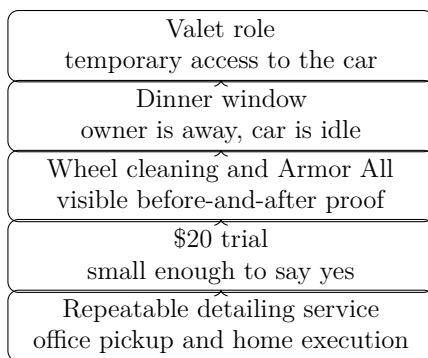 Valet role
temporary access to the car
Dinner window
owner is away, car is idle
Wheel cleaning and Armor All
visible before-and-after proof
$20 trial
small enough to say yes
Repeatable detailing service
office pickup and home execution